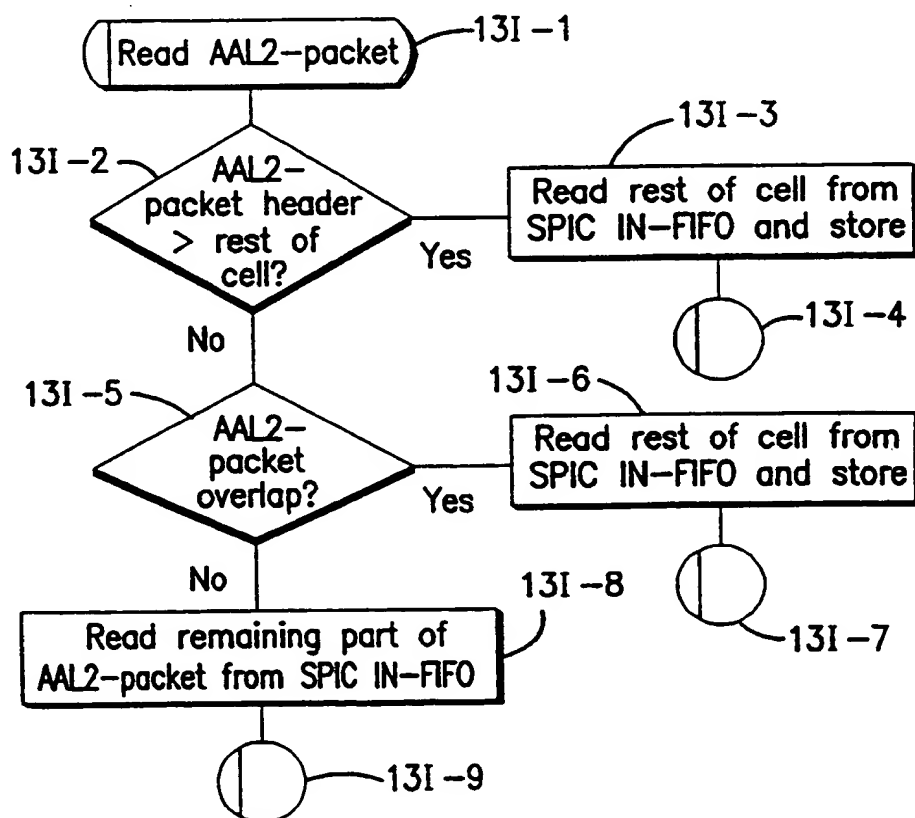 Read AAL2-packet
13I-1
13I-2
AAL2-
packet header
> rest of
cell?
Yes
13I-3
Read rest of cell from
SPIC IN-FIFO and store
13I-4
No
13I-5
AAL2-
packet
overlap?
Yes
13I-6
Read rest of cell from
SPIC IN-FIFO and store
13I-7
No
13I-8
Read remaining part of
AAL2-packet from SPIC IN-FIFO
13I-9